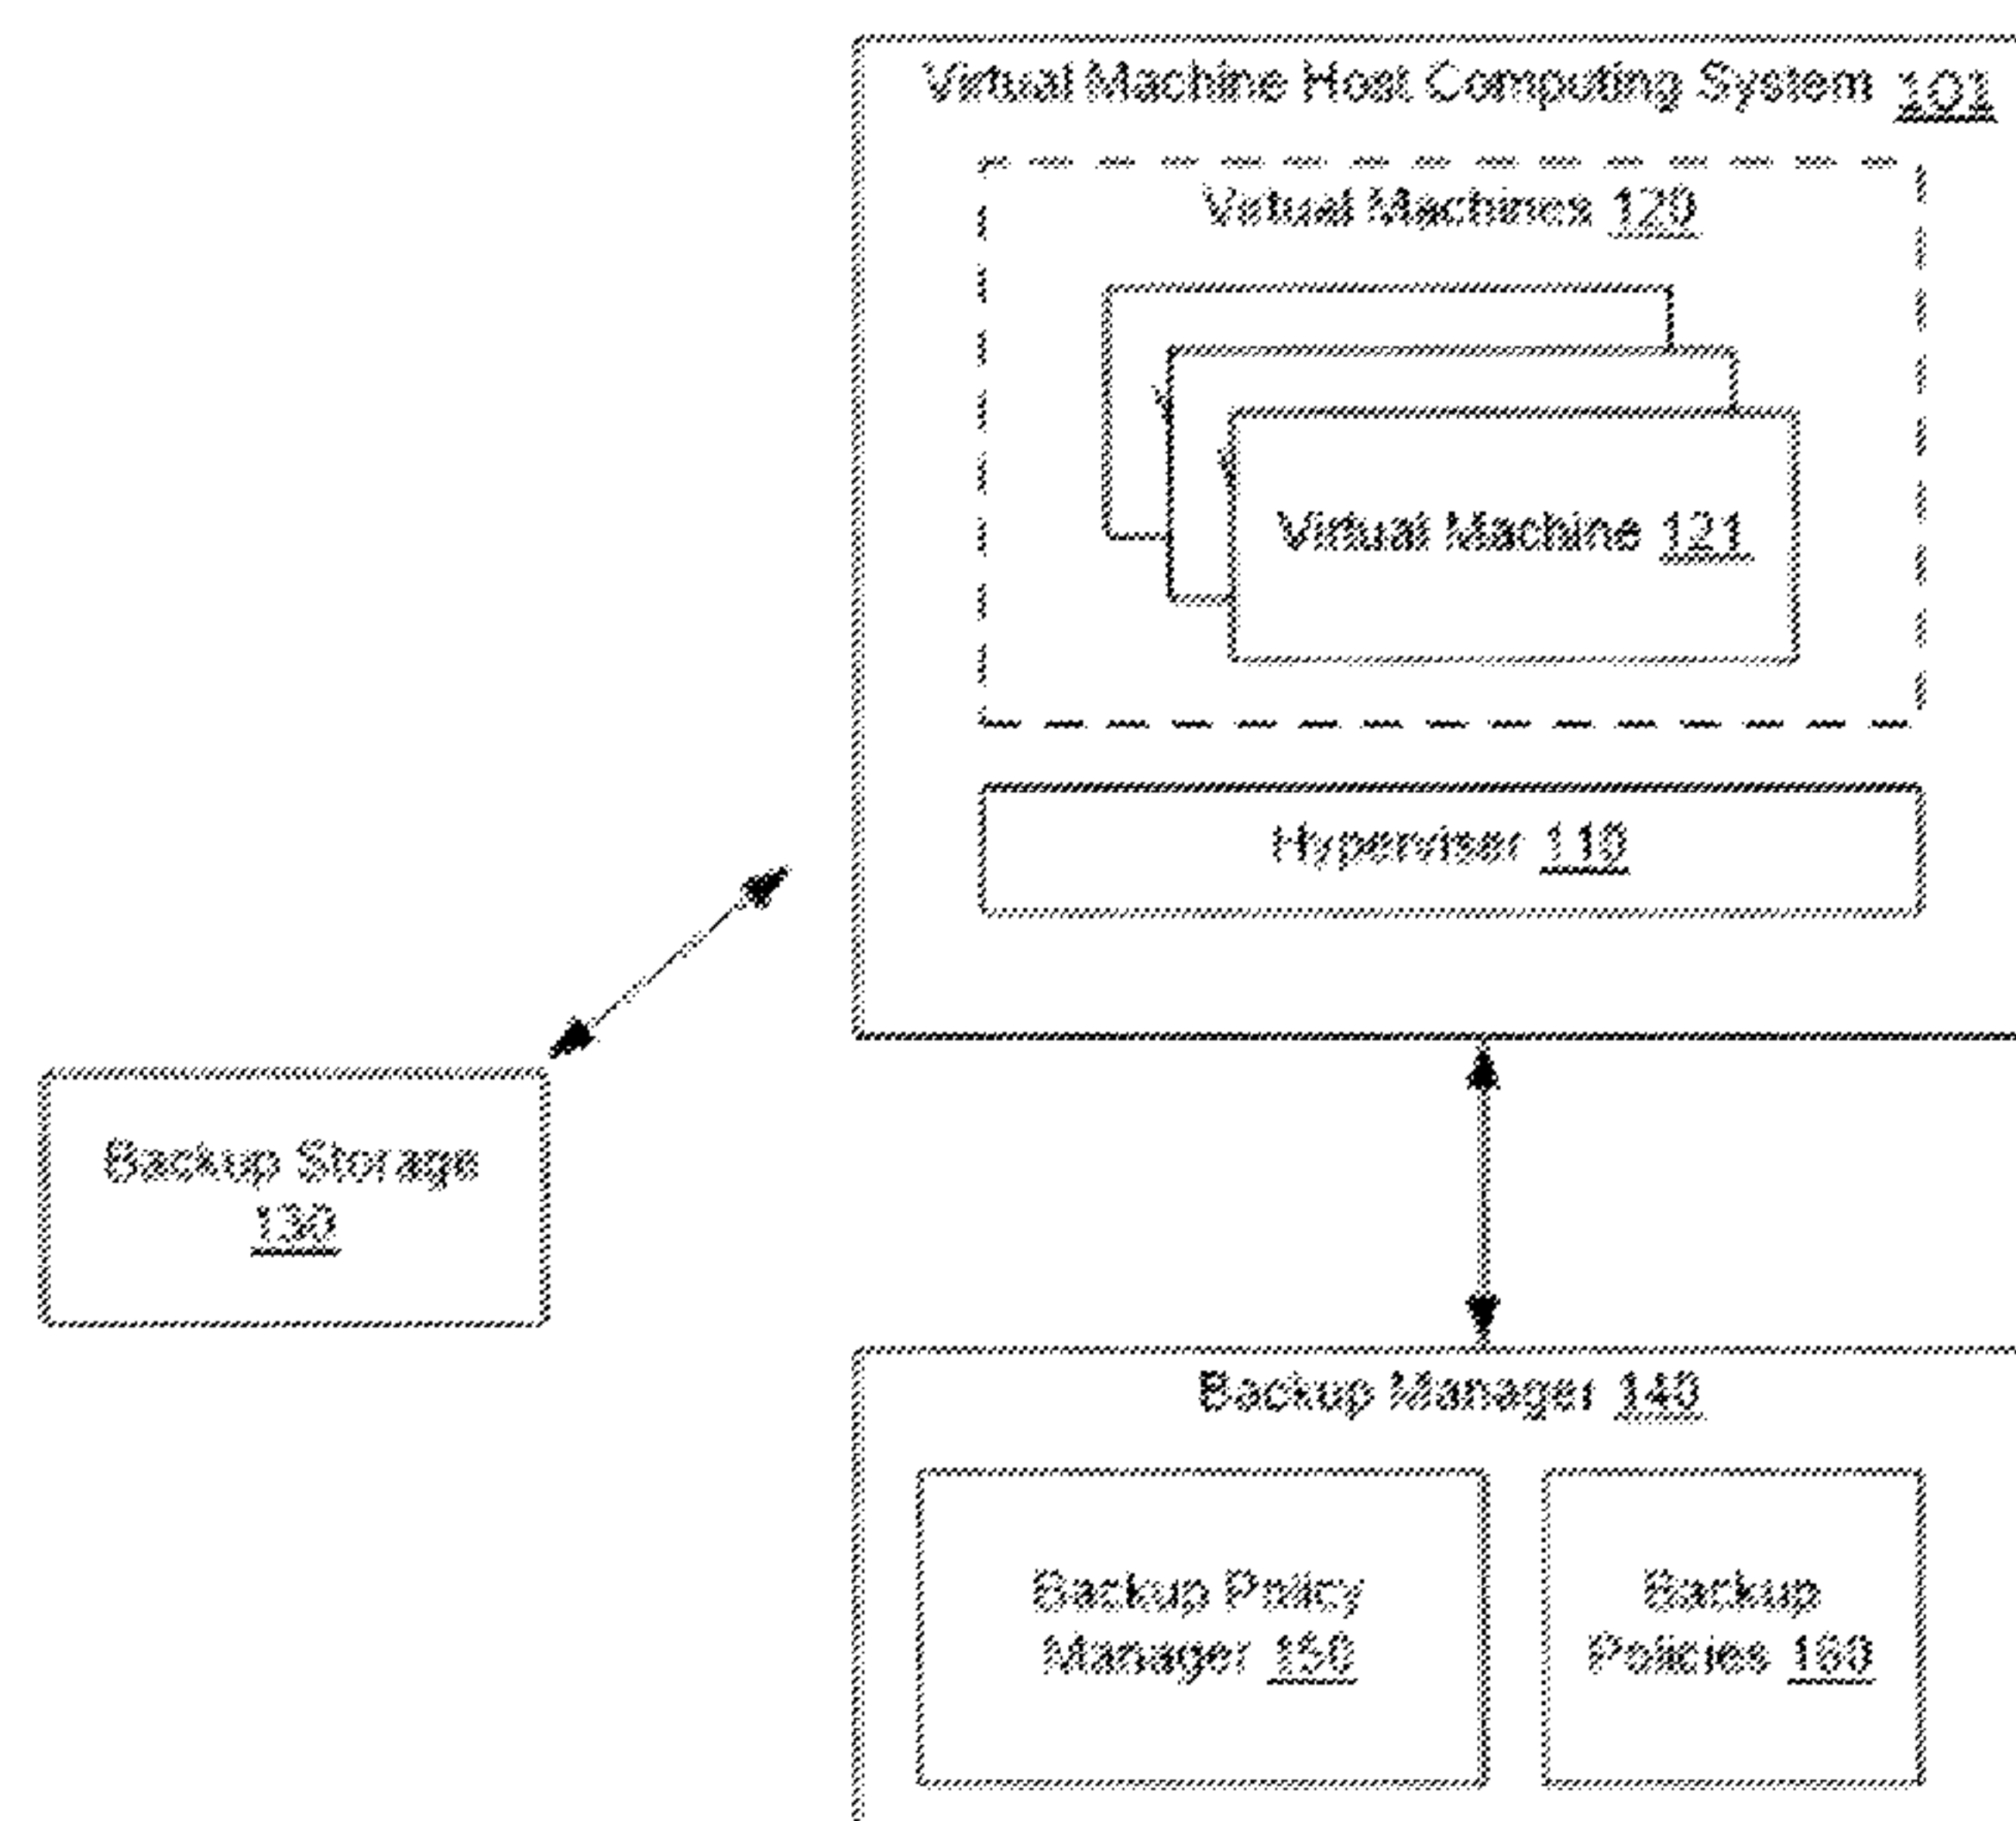 Virtual Machine Host Computing System 101
Virtual Machines 120
Virtual Machine 121
Hypervisor 110
Backup Storage
130
Backup Manager 140
Backup Policy
Manager 150
Backup
Policies 160